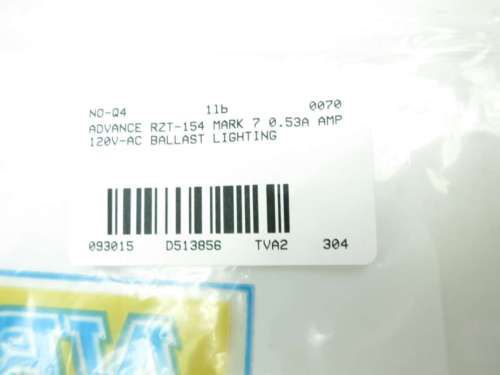 NO-Q4 1lb 0070
ADVANCE RZT-154 MARK 7 0.53A AMP
120V-AC BALLAST LIGHTING
093015 D513856 TVA2 304